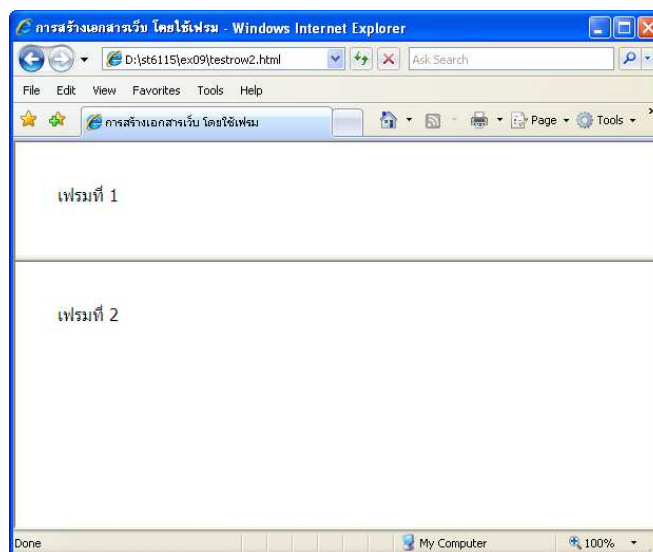 การสร้างเอกสารเว็บ โดยใช้เฟรม - Windows Internet Explorer
D:\st6115\ex09\testrow2.html
Ask Search
File Edit View Favorites Tools Help
การสร้างเอกสารเว็บ โดยใช้เฟรม
Page Tools
เฟรมที่ 1
เฟรมที่ 2
Done My Computer 100%